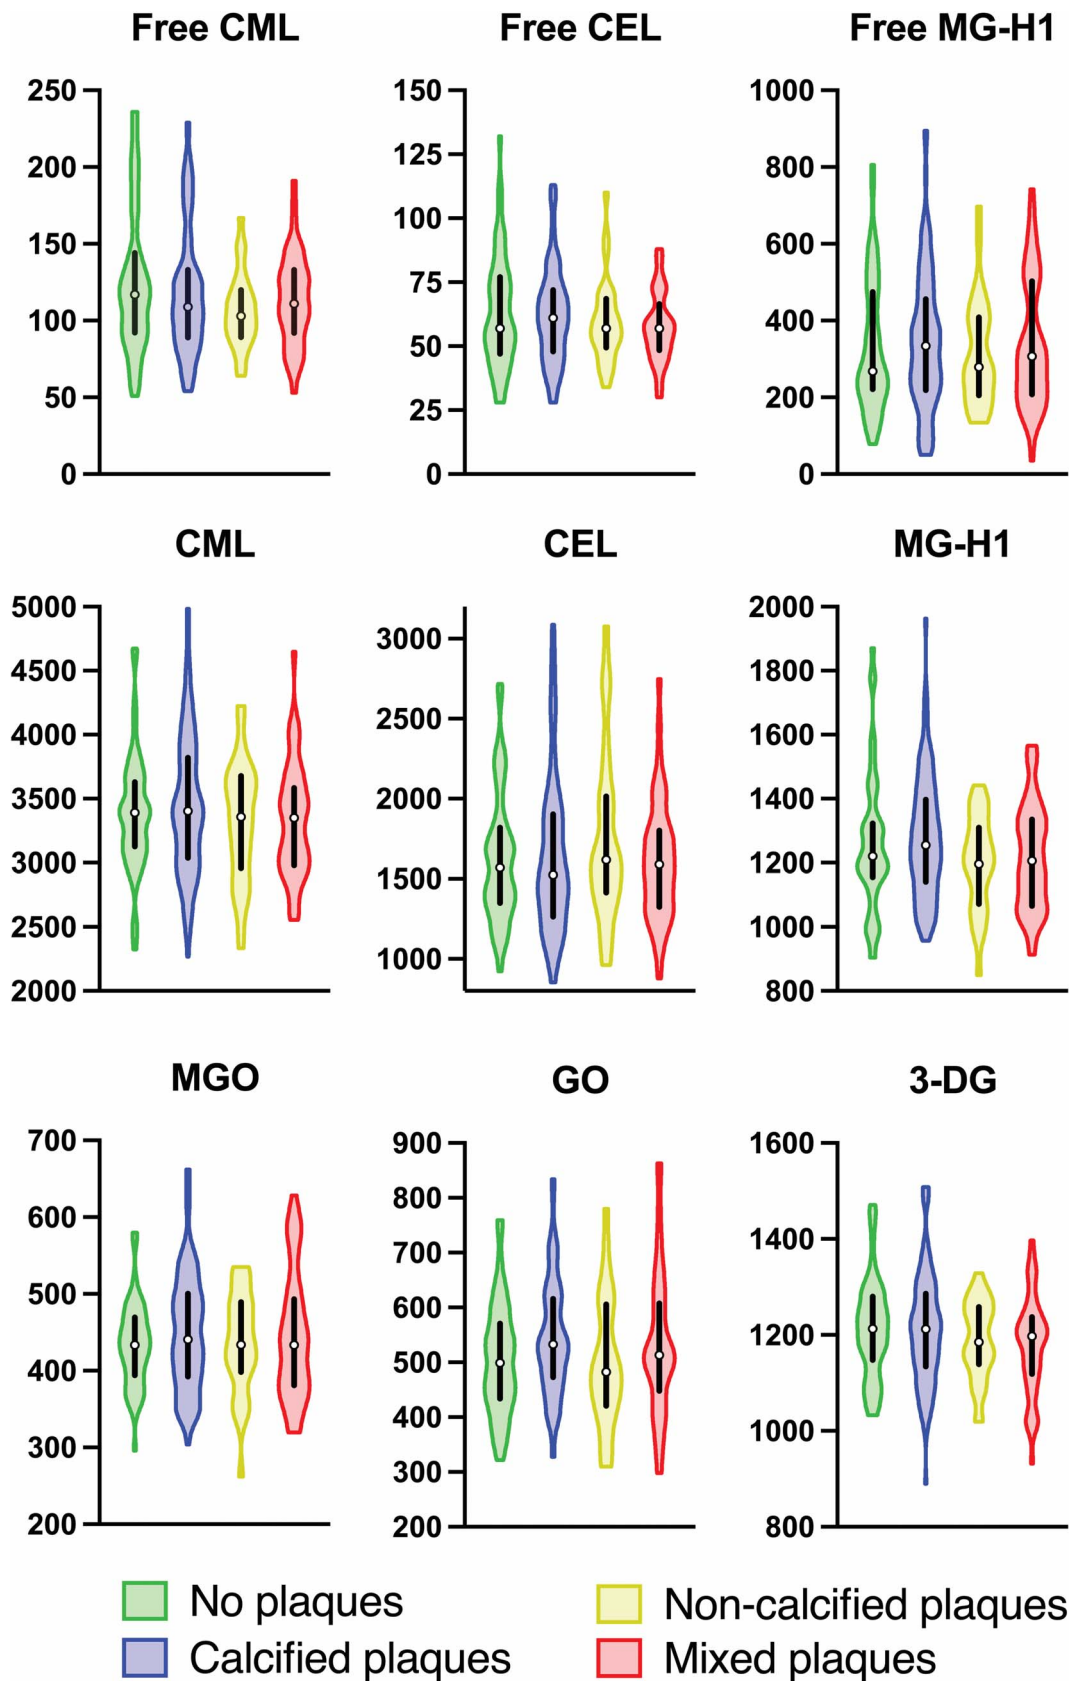 Free CML Free CEL Free MG-H1
250 150 1000
200 125 800
150 100 600
100 75 400
50 50 200
0 25 0
0
CML CEL MG-H1
5000 3000 2000
4500 2500 1800
4000 2000 1600
3500 1500 1400
3000 1000 1200
2500 1000
2000 800
MGO GO 3-DG
700 900 1600
600 800 1400
500 700 1200
400 600 1000
300 500 800
200 400
300
200
No plaques Non-calcified plaques
Calcified plaques Mixed plaques